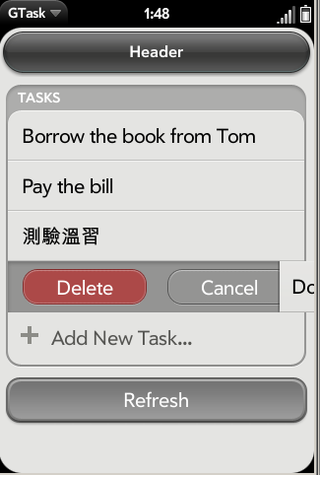 GTask 1:48
Header
TASKS
Borrow the book from Tom
Pay the bill
測驗溫習
Delete Cancel
Add New Task...
Refresh